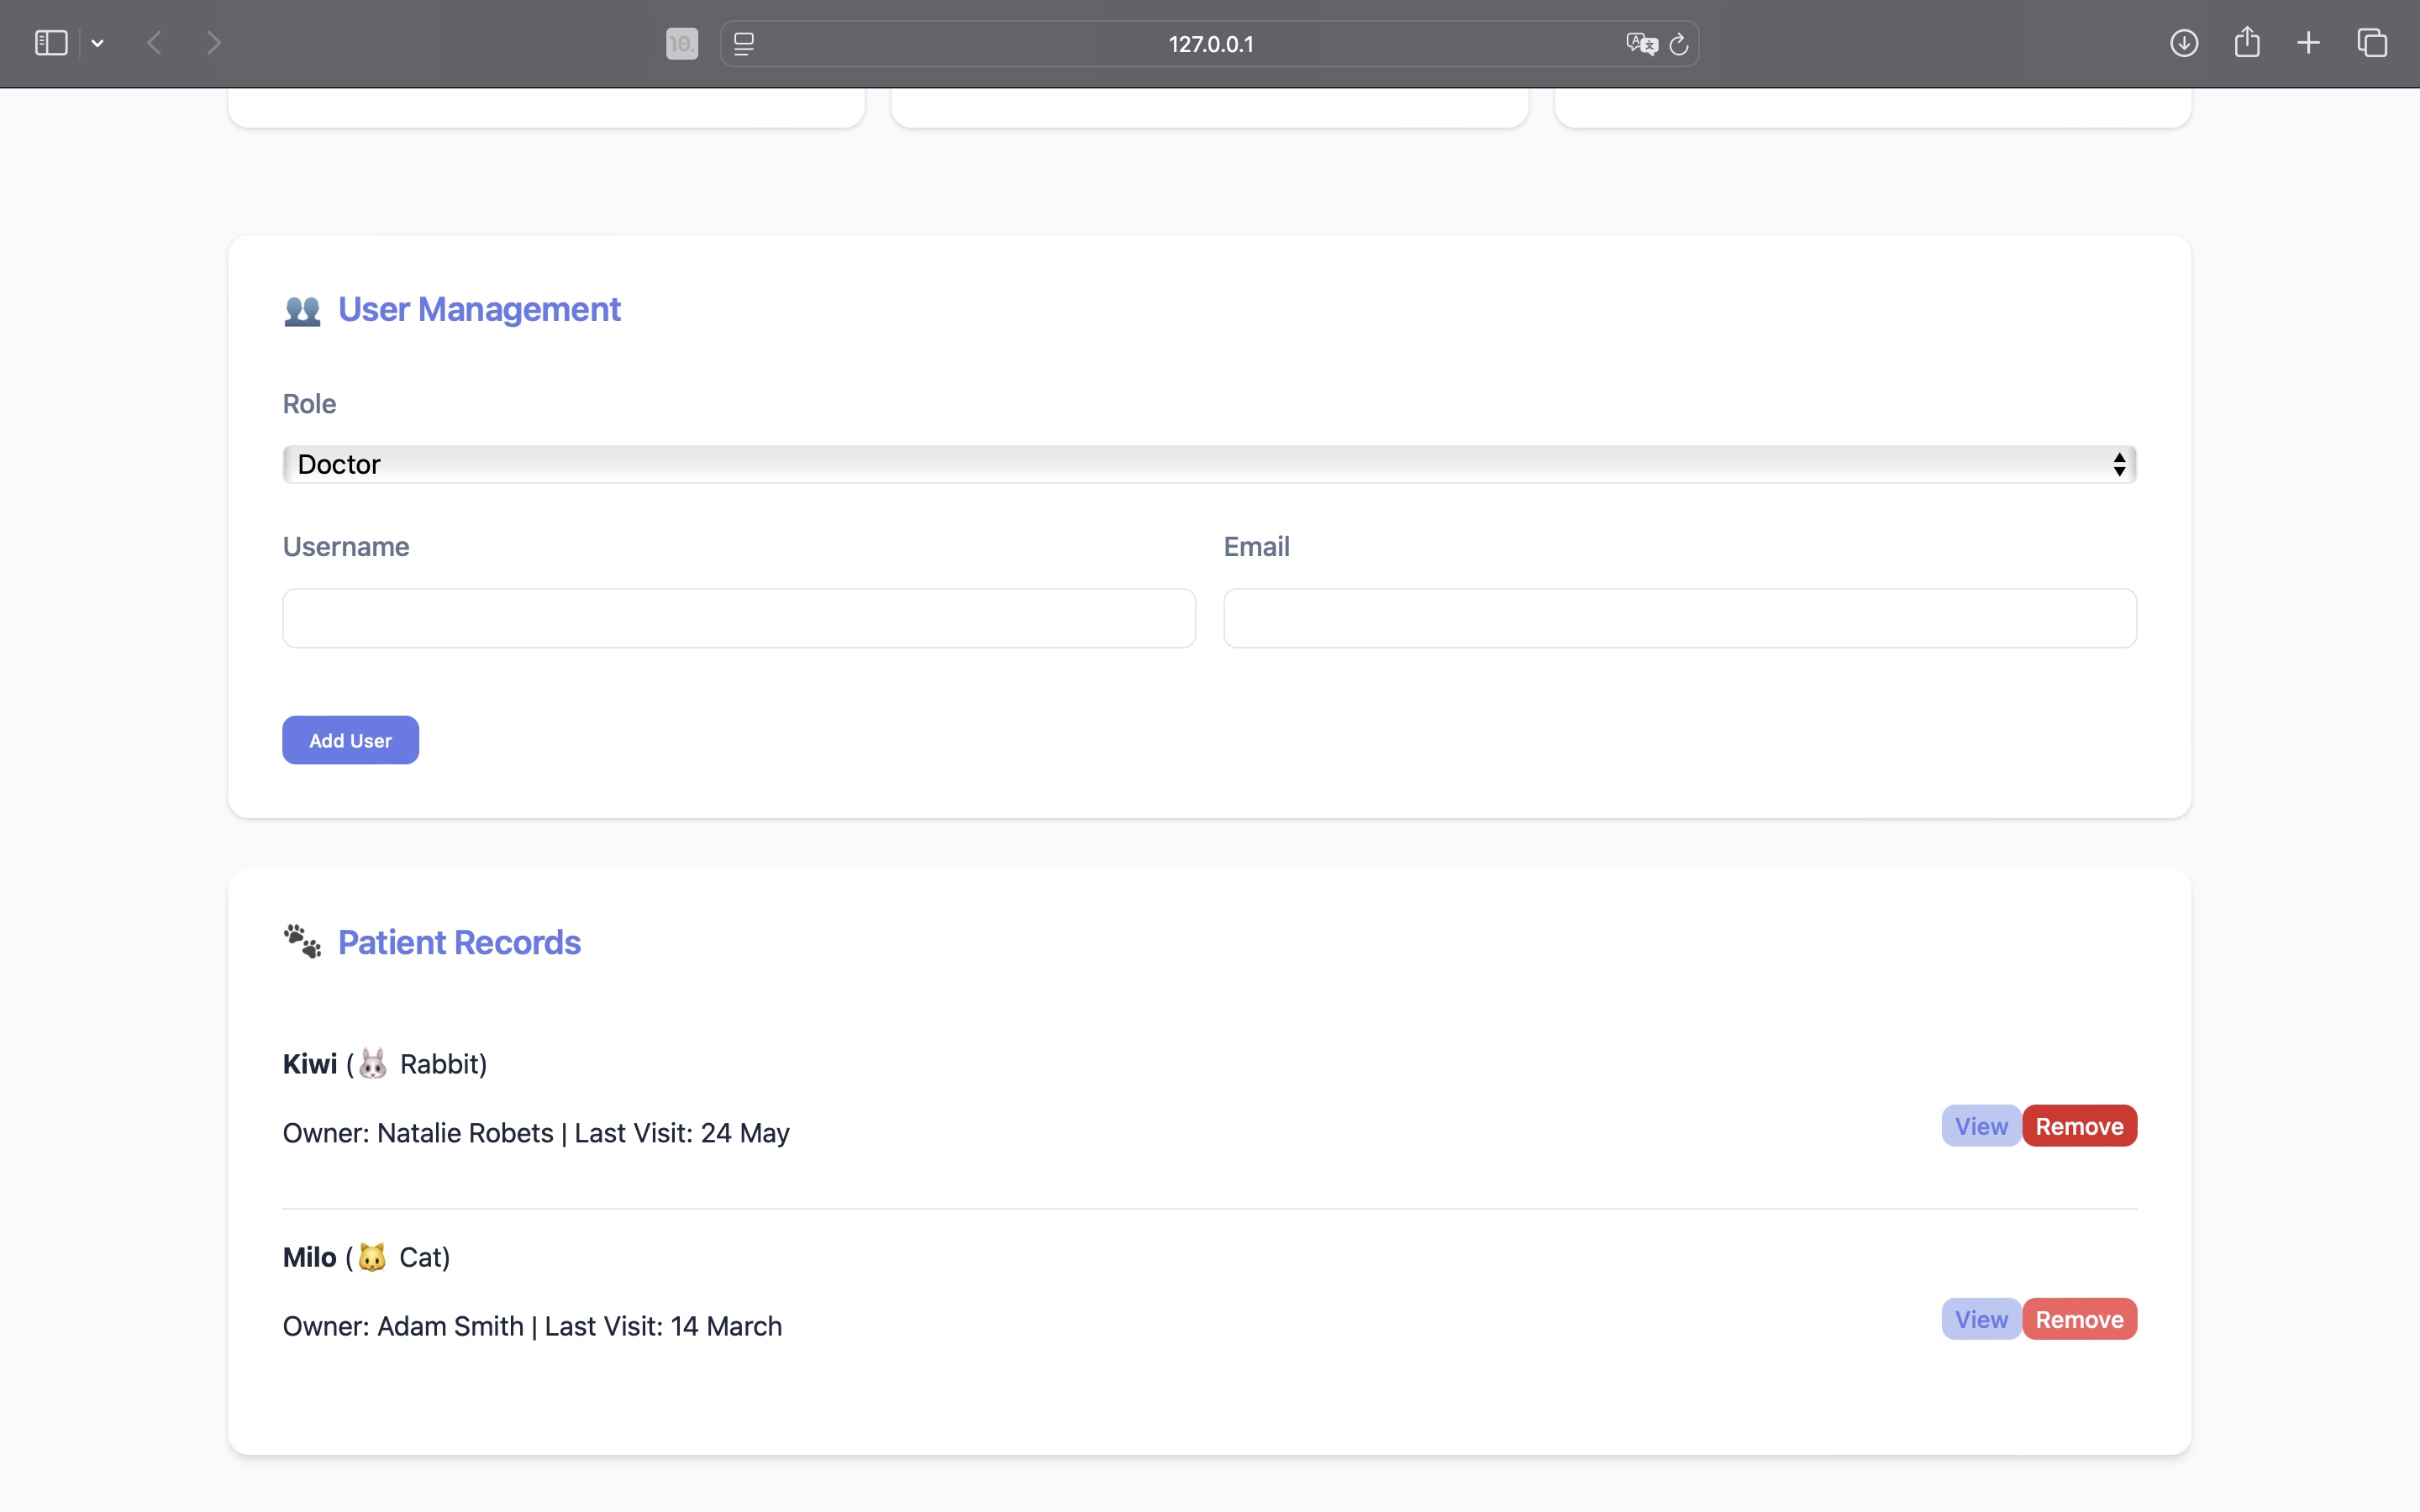 127.0.0.1
User Management
Role
Doctor
Username Email
Add User
Patient Records
Kiwi (🐰 Rabbit)
Owner: Natalie Robets | Last Visit: 24 May
View Remove
Milo (🐱 Cat)
Owner: Adam Smith | Last Visit: 14 March
View Remove